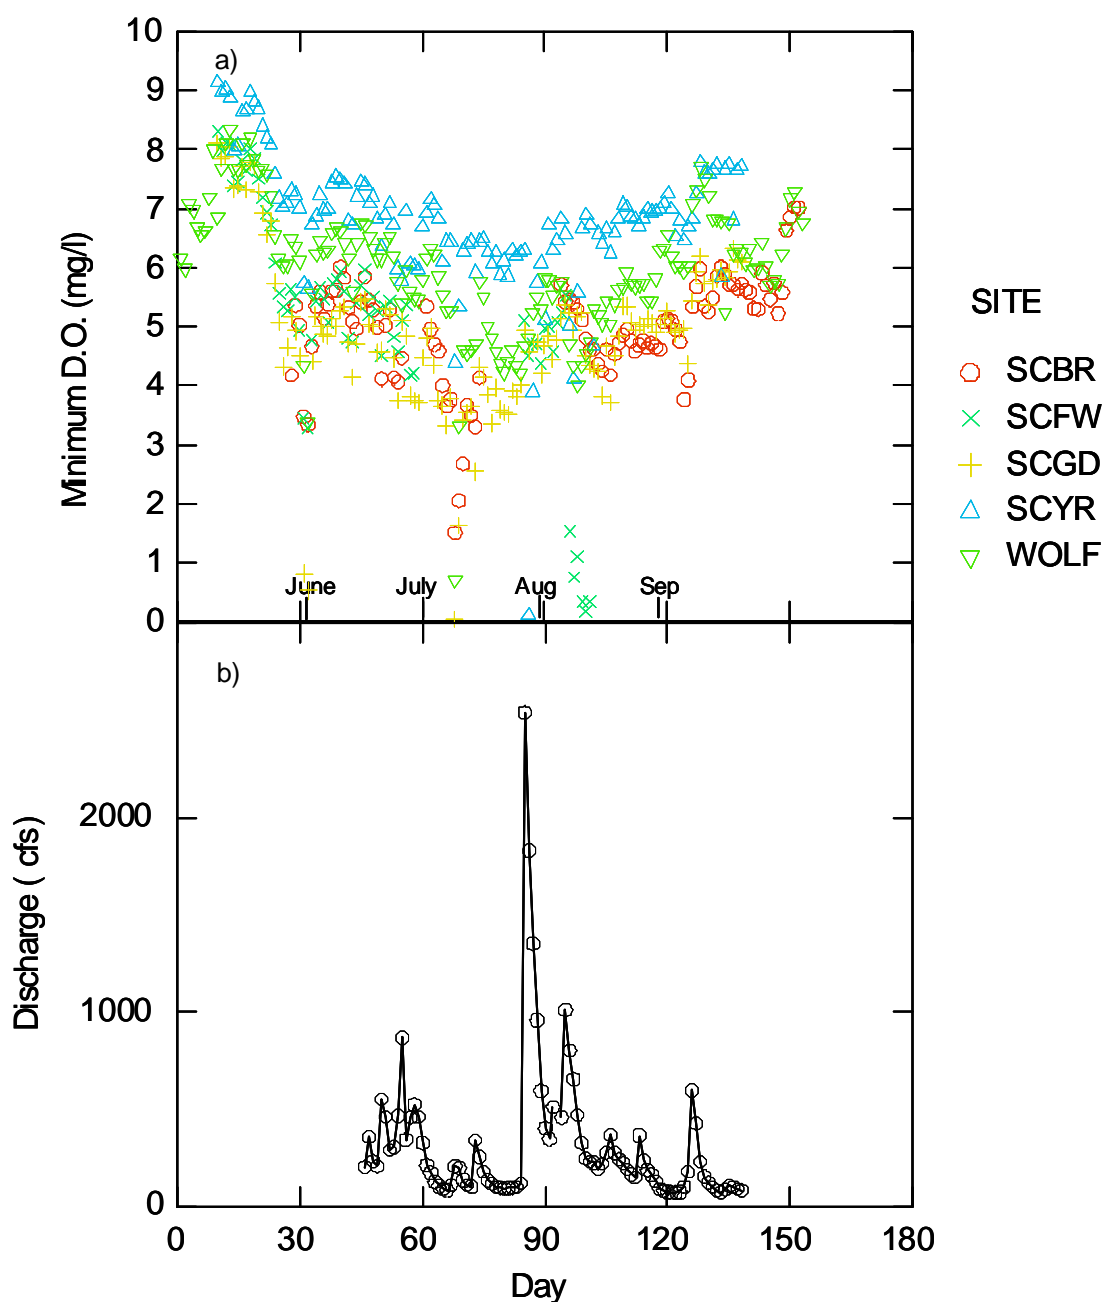 a)
10
9
8
7
6
5
4
3
2
1
0
Minimum D.O. (mg/l)
June July Aug Sep
SITE
SCBR
SCFW
SCGD
SCYR
WOLF
b)
2000
1000
0
Discharge ( cfs)
0 30 60 90 120 150 180
Day